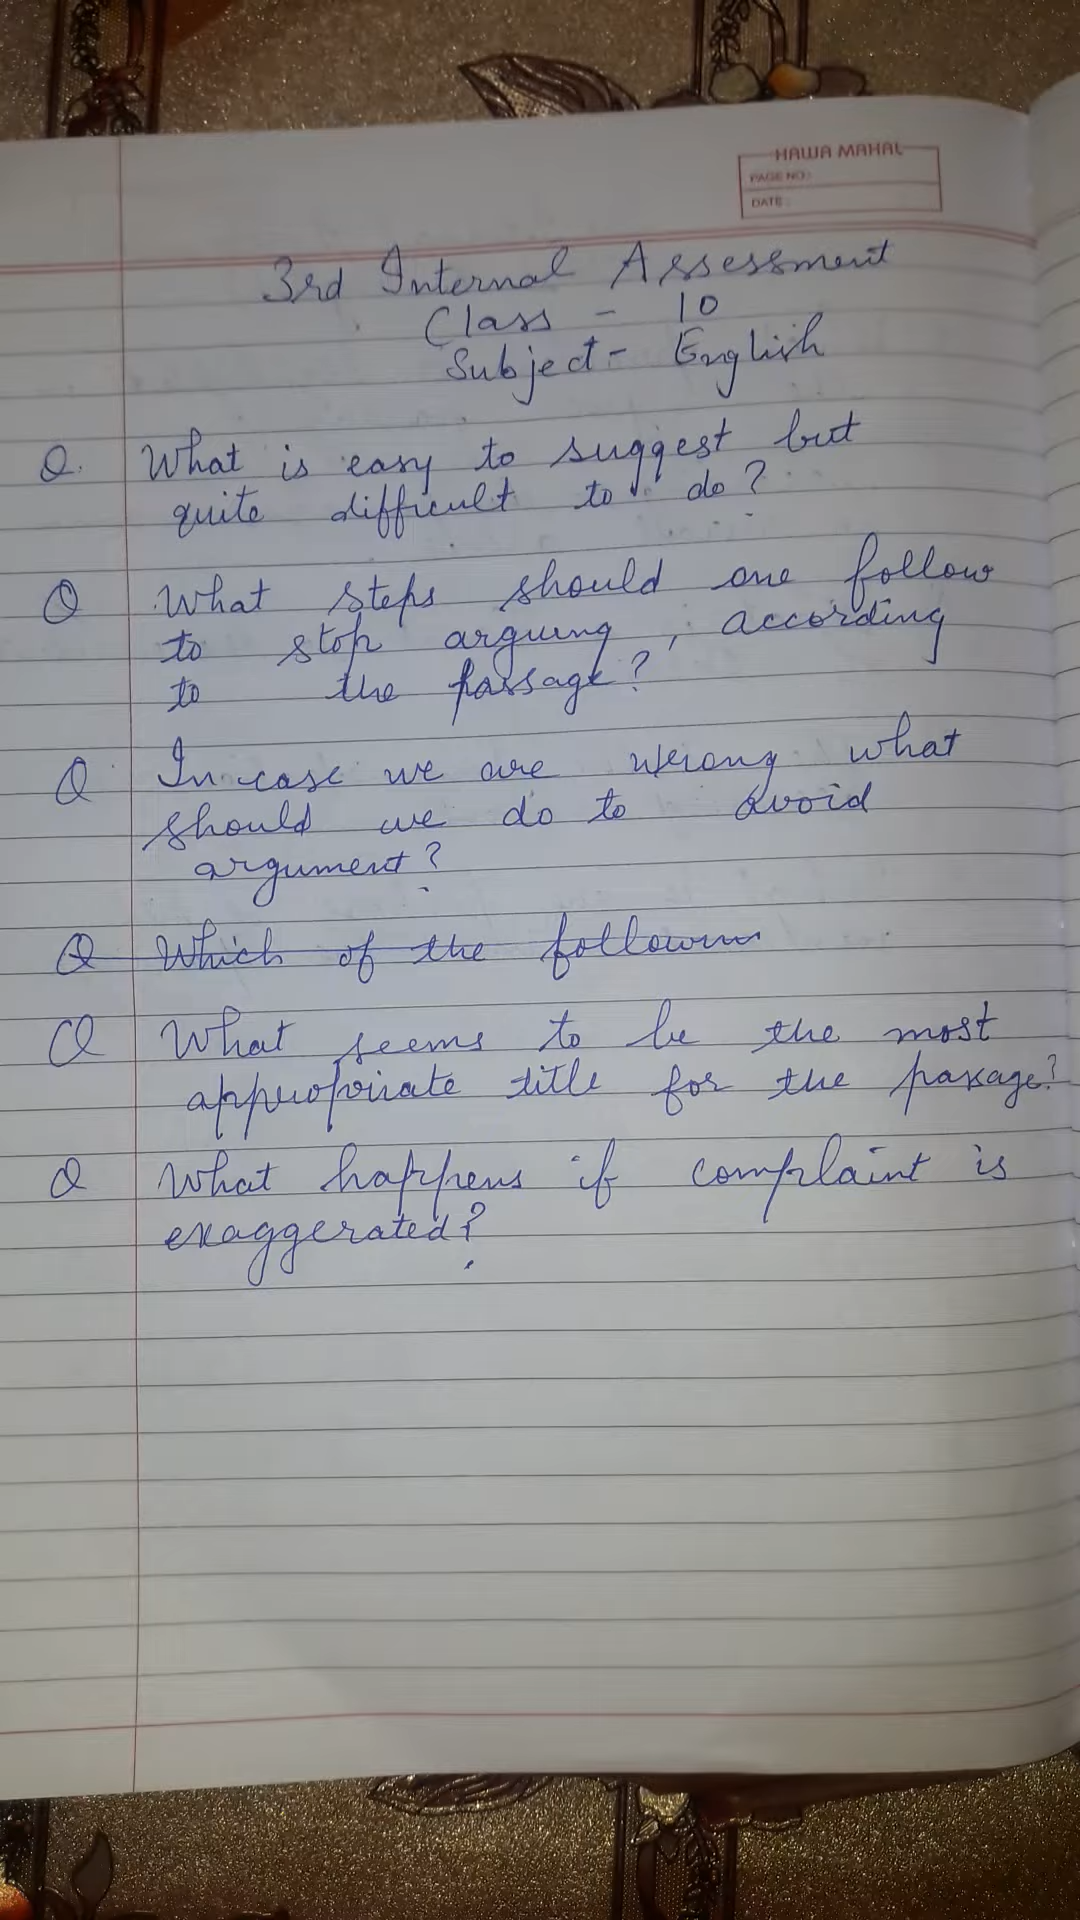 HAWA MAHAL
PAGE NO:
DATE:
3rd Internal Assessment
Class - 10
Subject - English
Q. What is easy to suggest but
quite difficult to do?
Q What steps should one follow
to stop arguing, according
to the passage?
Q In case we are wrong what
should we do to avoid
argument?
Q Which of the following
Q What seems to be the most
appropriate title for the passage?
Q What happens if complaint is
exaggerated?